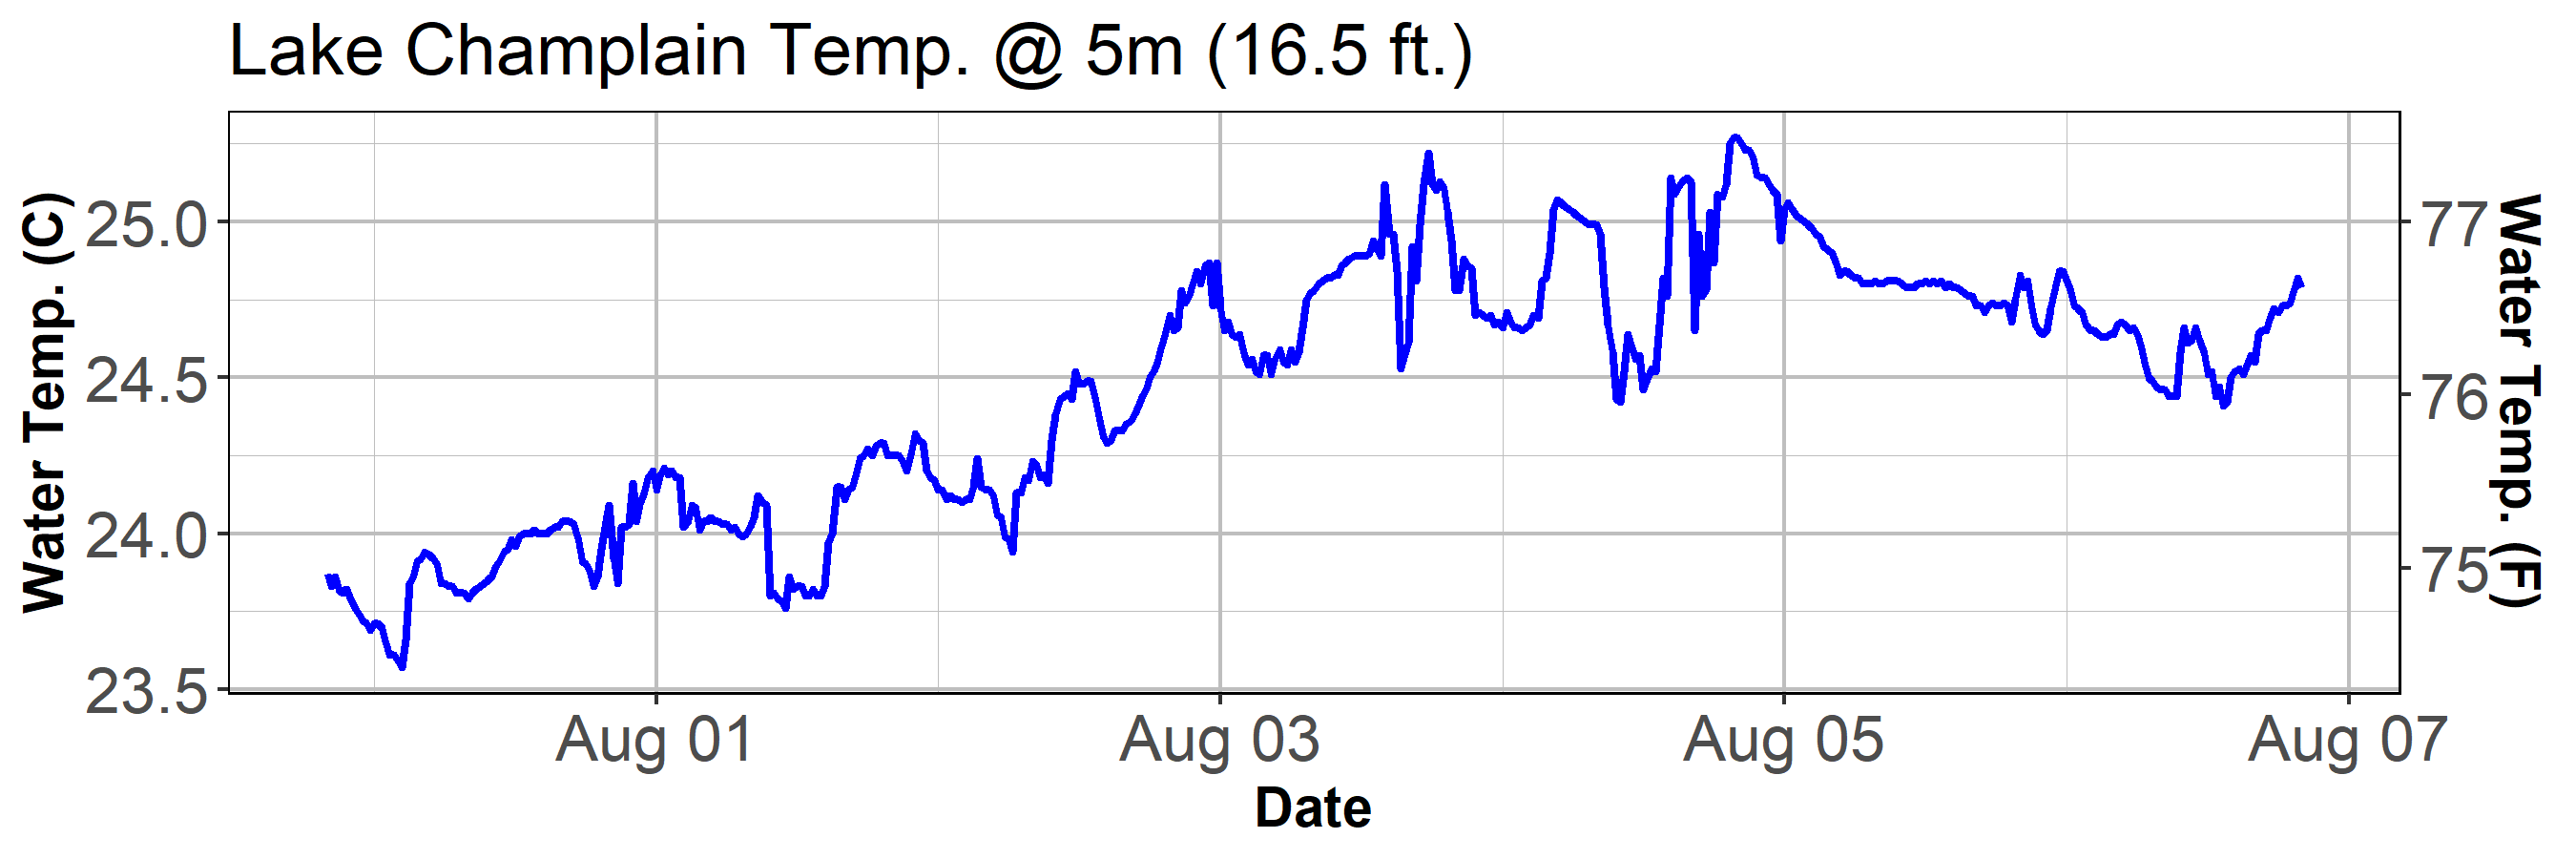 Lake Champlain Temp. @ 5m (16.5 ft.)
Water Temp. (C)
25.0
24.5
24.0
23.5
77
76
75
Water Temp. (F)
Aug 01 Aug 03 Aug 05 Aug 07
Date